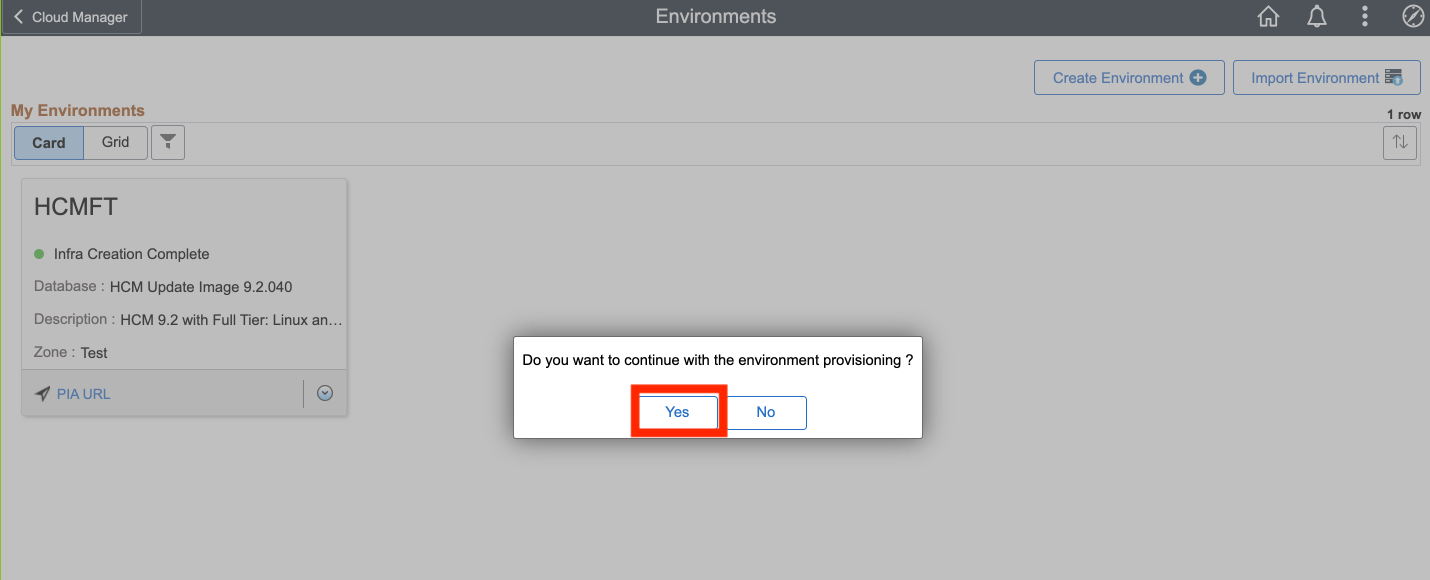 Cloud Manager
Environments
Create Environment
Import Environment
My Environments
1 row
Card
Grid
HCMFT
Infra Creation Complete
Database : HCM Update Image 9.2.040
Description : HCM 9.2 with Full Tier: Linux an...
Zone : Test
PIA URL
Do you want to continue with the environment provisioning ?
Yes
No